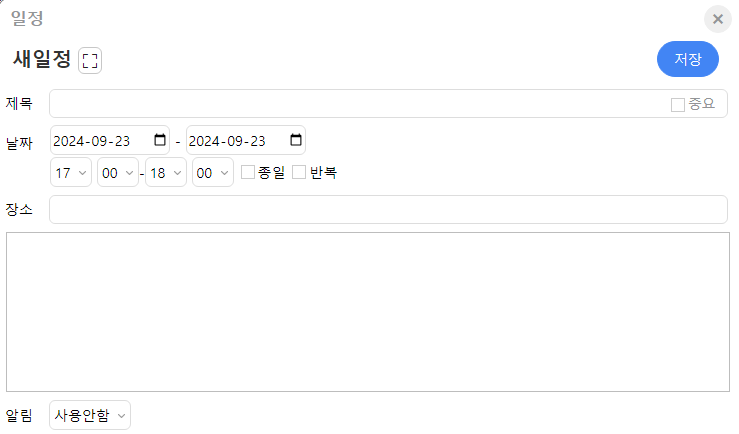 일정
새일정 저장
제목 중요
날짜 2024-09-23 - 2024-09-23
17 00 - 18 00 종일 반복
장소
알림 사용안함